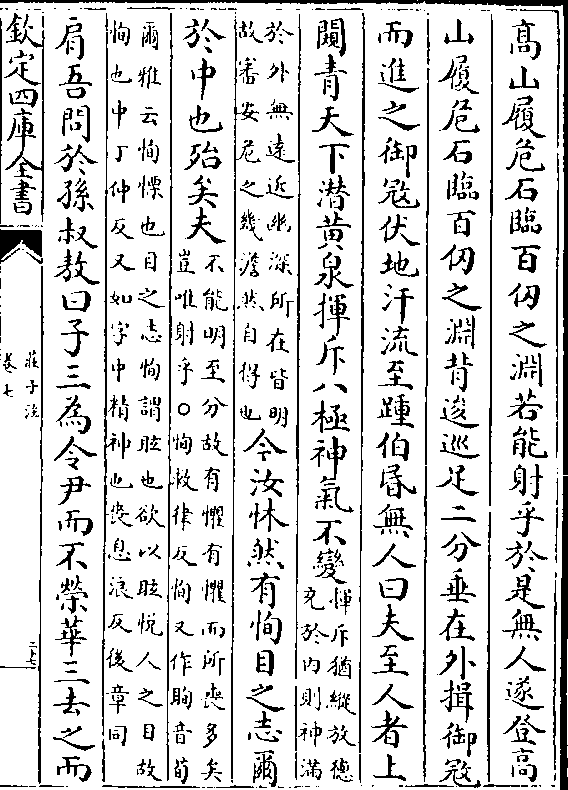 高山履危石臨百仞之淵若能射乎於是無人遂登高
山履危石臨百仞之淵背逡巡足二分垂在外揖御冦
而進之御冦伏地汗流至踵伯昏無人曰夫至人者上
闚青天下潛黄泉揮斥八極神氣不變
揮斥猶縱放德
充於内則神滿
於外無逺近幽深所在皆明
故審安危之幾澹然自得也
今汝怵然有恂目之志爾
於中也殆矣夫
不能明至分故有懼有懼而所喪多矣
豈唯射乎○恂救律反恂又作眴音荀
爾雅云恂慄也目之志恂謂眩也欲以眩悦人之目故
恂也中丁仲反又如字中精神也喪息浪反後章同
肩吾問於孫叔敖曰子三為令尹而不榮華三去之而
欽定四庫全書
莊子注
卷七
二十七